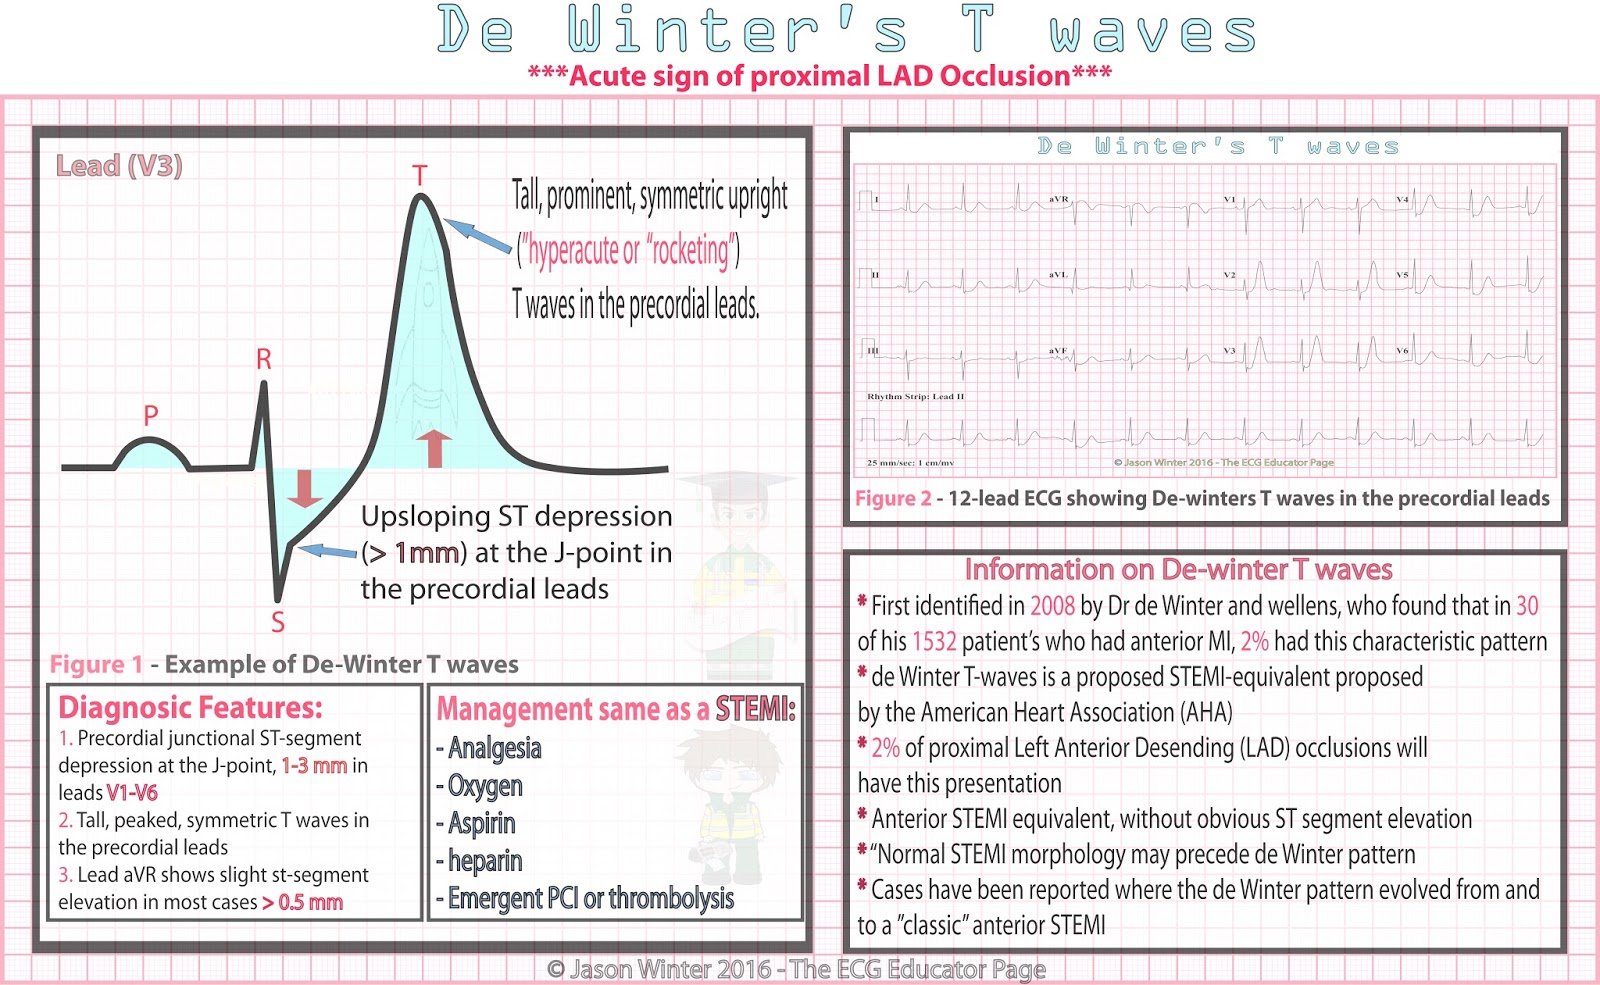 De Winter's T waves
***Acute sign of proximal LAD Occlusion***
Lead (V3)
T
Tall, prominent, symmetric upright
("hyperacute or “rocketing”)
T waves in the precordial leads.
R
P
Upsloping ST depression
(> 1mm) at the J-point in
the precordial leads
S
Figure 1 - Example of De-Winter T waves
Diagnosic Features:
1. Precordial junctional ST-segment
depression at the J-point, 1-3 mm in
leads V1-V6
2. Tall, peaked, symmetric T waves in
the precordial leads
3. Lead aVR shows slight st-segment
elevation in most cases > 0.5 mm
Management same as a STEMI:
- Analgesia
- Oxygen
- Aspirin
- heparin
- Emergent PCI or thrombolysis
De Winter's T waves
I aVR V1 V4
II aVL V2 V5
III aVF V3 V6
Rhythm Strip: Lead II
25 mm/sec: 1 cm/mv
© Jason Winter 2016 - The ECG Educator Page
Figure 2 - 12-lead ECG showing De-winters T waves in the precordial leads
Information on De-winter T waves
* First identified in 2008 by Dr de Winter and wellens, who found that in 30
of his 1532 patient’s who had anterior MI, 2% had this characteristic pattern
* de Winter T-waves is a proposed STEMI-equivalent proposed
by the American Heart Association (AHA)
* 2% of proximal Left Anterior Desending (LAD) occlusions will
have this presentation
* Anterior STEMI equivalent, without obvious ST segment elevation
* “Normal STEMI morphology may precede de Winter pattern
* Cases have been reported where the de Winter pattern evolved from and
to a ”classic” anterior STEMI
© Jason Winter 2016 - The ECG Educator Page